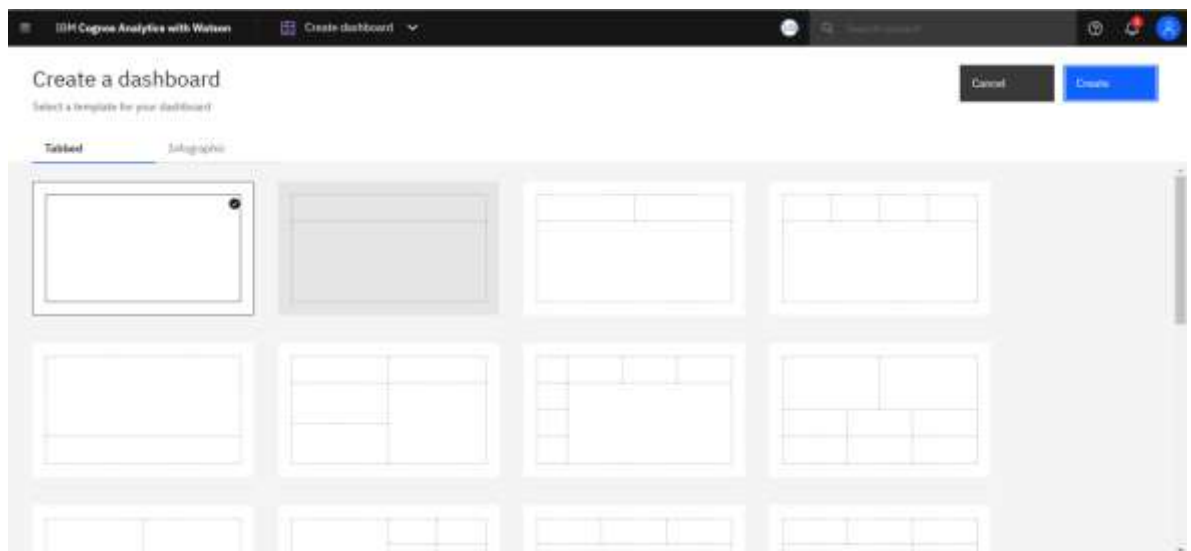 IBM Cognos Analytics with Watson
Create dashboard
Create a dashboard
Cancel
Create
Select a template for your dashboard
Tabbed
Infographic